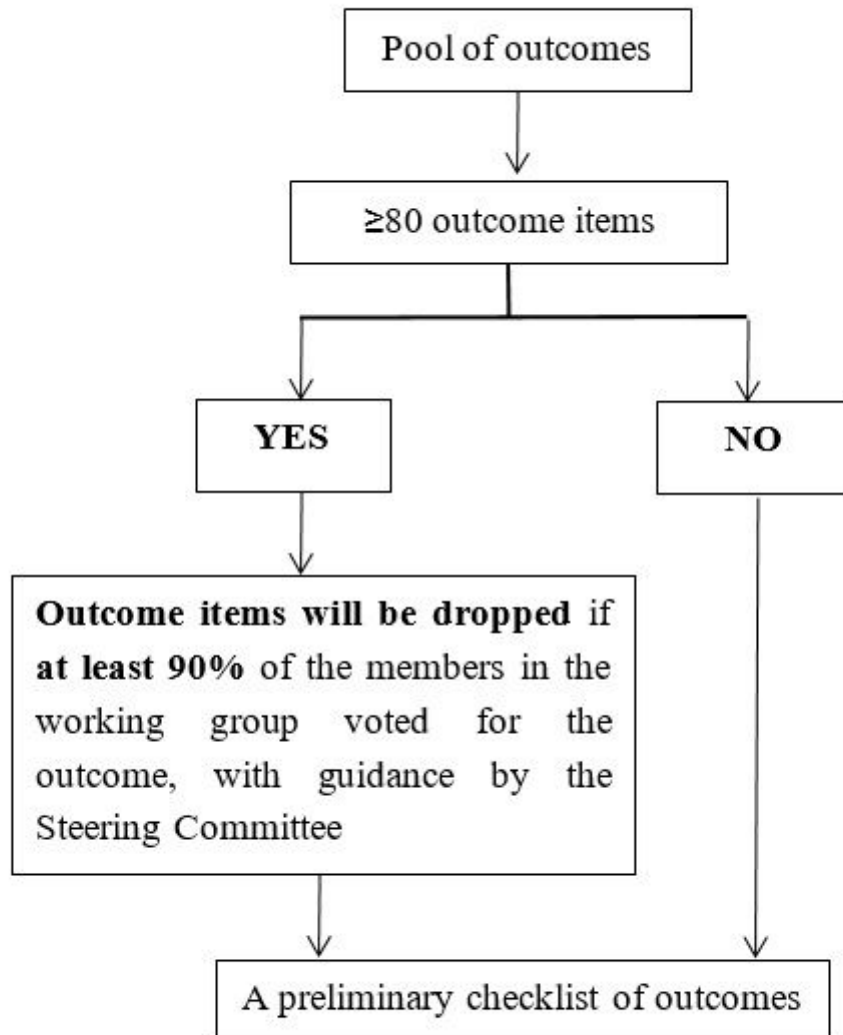 Pool of outcomes
≥80 outcome items
YES
NO
Outcome items will be dropped if
at least 90% of the members in the
working group voted for the
outcome, with guidance by the
Steering Committee
A preliminary checklist of outcomes